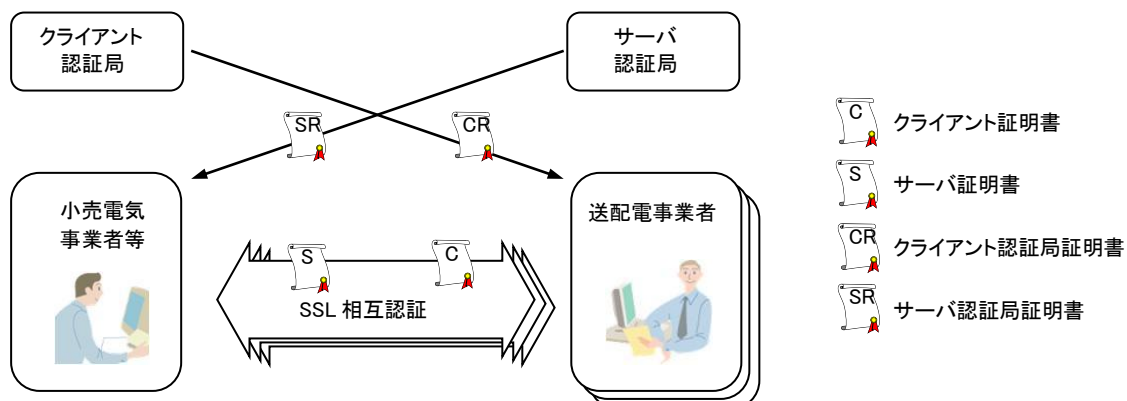 クライアント
認証局
サーバ
認証局
SR
CR
小売電気
事業者等
送配電事業者
S
C
SSL 相互認証
C
クライアント証明書
S
サーバ証明書
CR
クライアント認証局証明書
SR
サーバ認証局証明書